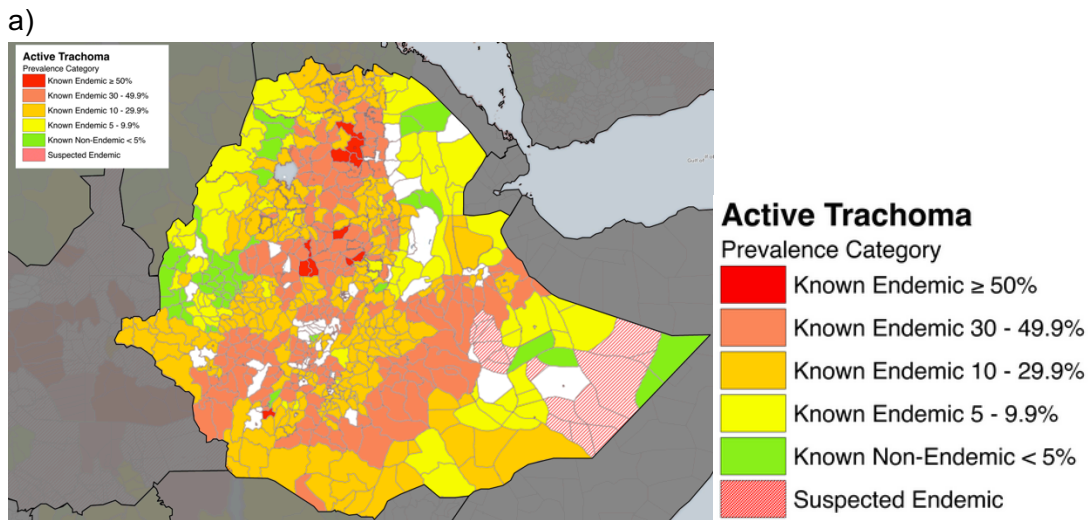 a)
Active Trachoma
Prevalence Category
Known Endemic ≥ 50%
Known Endemic 30 - 49.9%
Known Endemic 10 - 29.9%
Known Endemic 5 - 9.9%
Known Non-Endemic < 5%
Suspected Endemic
Active Trachoma
Prevalence Category
Known Endemic ≥ 50%
Known Endemic 30 - 49.9%
Known Endemic 10 - 29.9%
Known Endemic 5 - 9.9%
Known Non-Endemic < 5%
Suspected Endemic